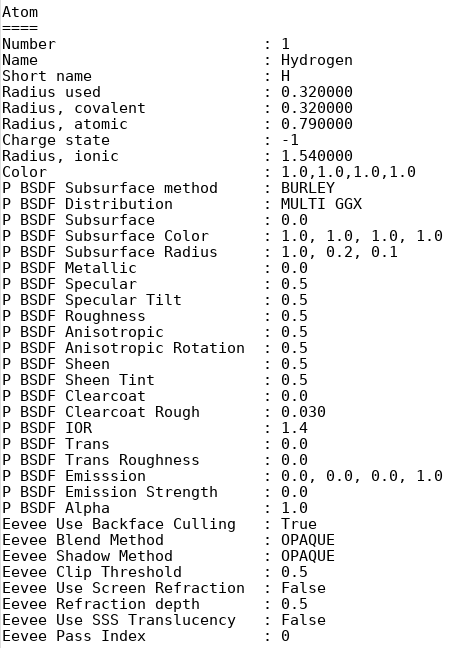 Atom
====
Number : 1
Name : Hydrogen
Short name : H
Radius used : 0.320000
Radius, covalent : 0.320000
Radius, atomic : 0.790000
Charge state : -1
Radius, ionic : 1.540000
Color : 1.0,1.0,1.0,1.0
P BSDF Subsurface method : BURLEY
P BSDF Distribution : MULTI GGX
P BSDF Subsurface : 0.0
P BSDF Subsurface Color : 1.0, 1.0, 1.0, 1.0
P BSDF Subsurface Radius : 1.0, 0.2, 0.1
P BSDF Metallic : 0.0
P BSDF Specular : 0.5
P BSDF Specular Tilt : 0.5
P BSDF Roughness : 0.5
P BSDF Anisotropic : 0.5
P BSDF Anisotropic Rotation : 0.5
P BSDF Sheen : 0.5
P BSDF Sheen Tint : 0.5
P BSDF Clearcoat : 0.0
P BSDF Clearcoat Rough : 0.030
P BSDF IOR : 1.4
P BSDF Trans : 0.0
P BSDF Trans Roughness : 0.0
P BSDF Emisssion : 0.0, 0.0, 0.0, 1.0
P BSDF Emission Strength : 0.0
P BSDF Alpha : 1.0
Eevee Use Backface Culling : True
Eevee Blend Method : OPAQUE
Eevee Shadow Method : OPAQUE
Eevee Clip Threshold : 0.5
Eevee Use Screen Refraction : False
Eevee Refraction depth : 0.5
Eevee Use SSS Translucency : False
Eevee Pass Index : 0